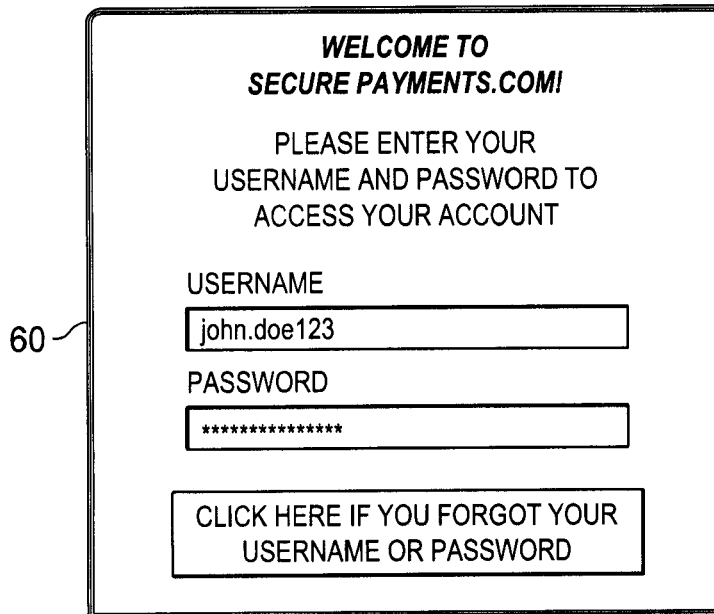 WELCOME TO
SECURE PAYMENTS.COM!
PLEASE ENTER YOUR
USERNAME AND PASSWORD TO
ACCESS YOUR ACCOUNT
USERNAME
john.doe123
60
PASSWORD
***************
CLICK HERE IF YOU FORGOT YOUR
USERNAME OR PASSWORD